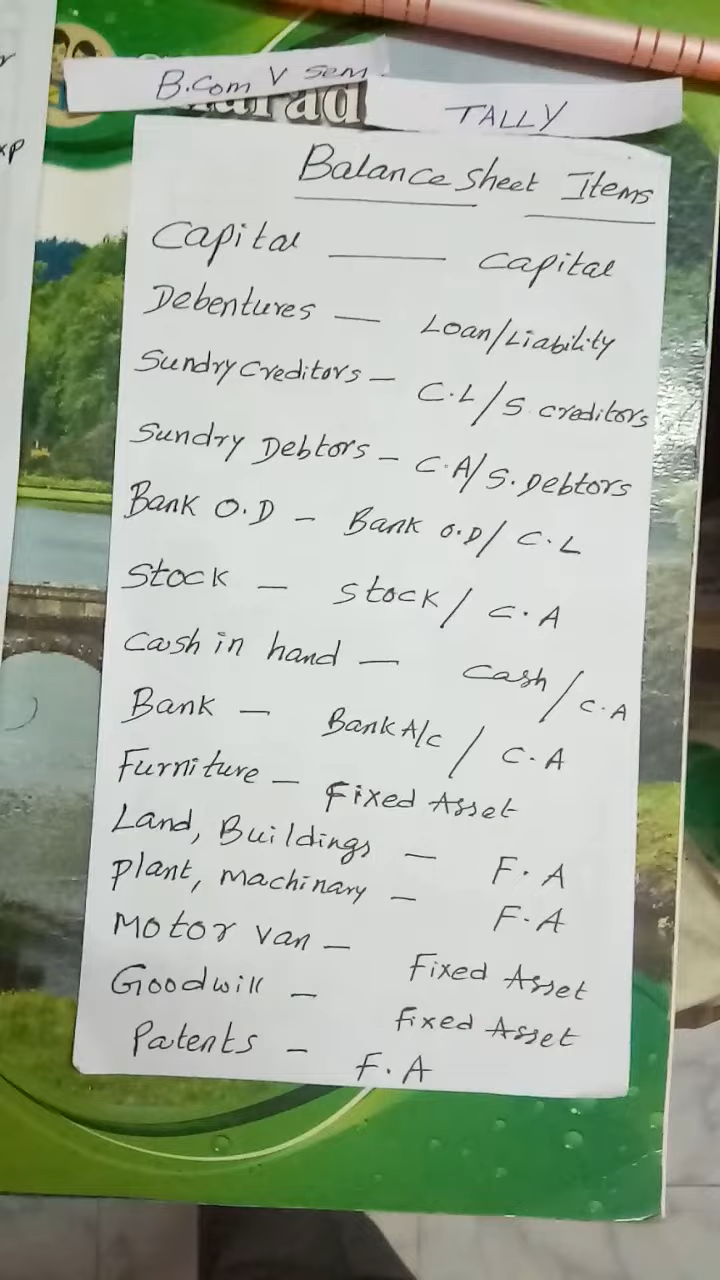 B.Com V Sem
TALLY
Balance Sheet Items
Capital — Capital
Debentures — Loan/Liability
Sundry Creditors — C.L/S. creditors
Sundry Debtors — C.A/S. Debtors
Bank O.D — Bank O.D/C.L
Stock — Stock/C.A
Cash in hand — Cash/C.A
Bank — Bank A/c/C.A
Furniture — Fixed Asset
Land, Buildings — F.A
Plant, Machinary — F.A
Motor van — Fixed Asset
Goodwill — Fixed Asset
Patents — F.A
xp